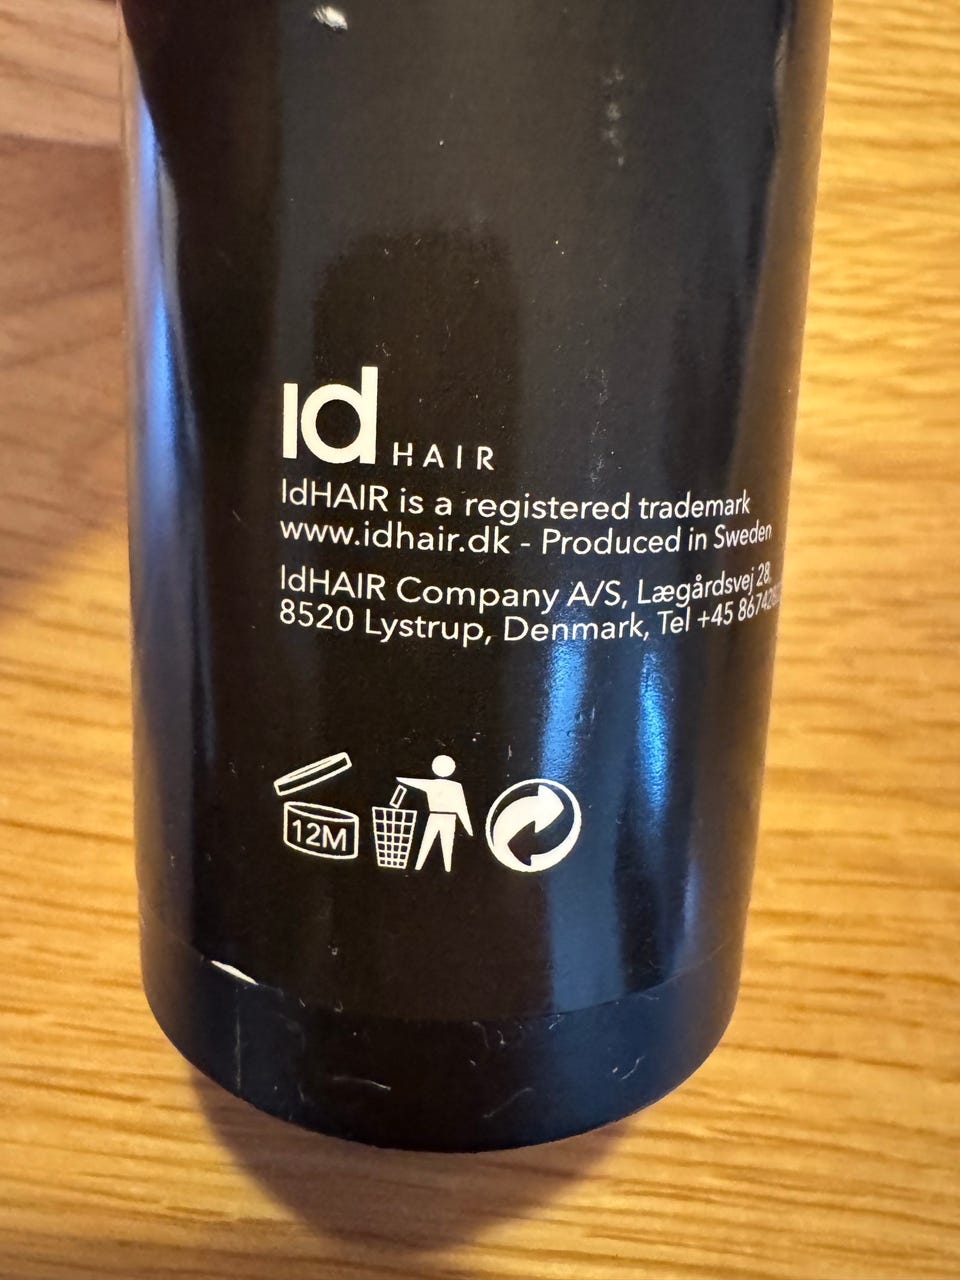 id HAIR
IdHAIR is a registered trademark
www.idhair.dk - Produced in Sweden
IdHAIR Company A/S, Lægårdsvej 28,
8520 Lystrup, Denmark, Tel +45
12M